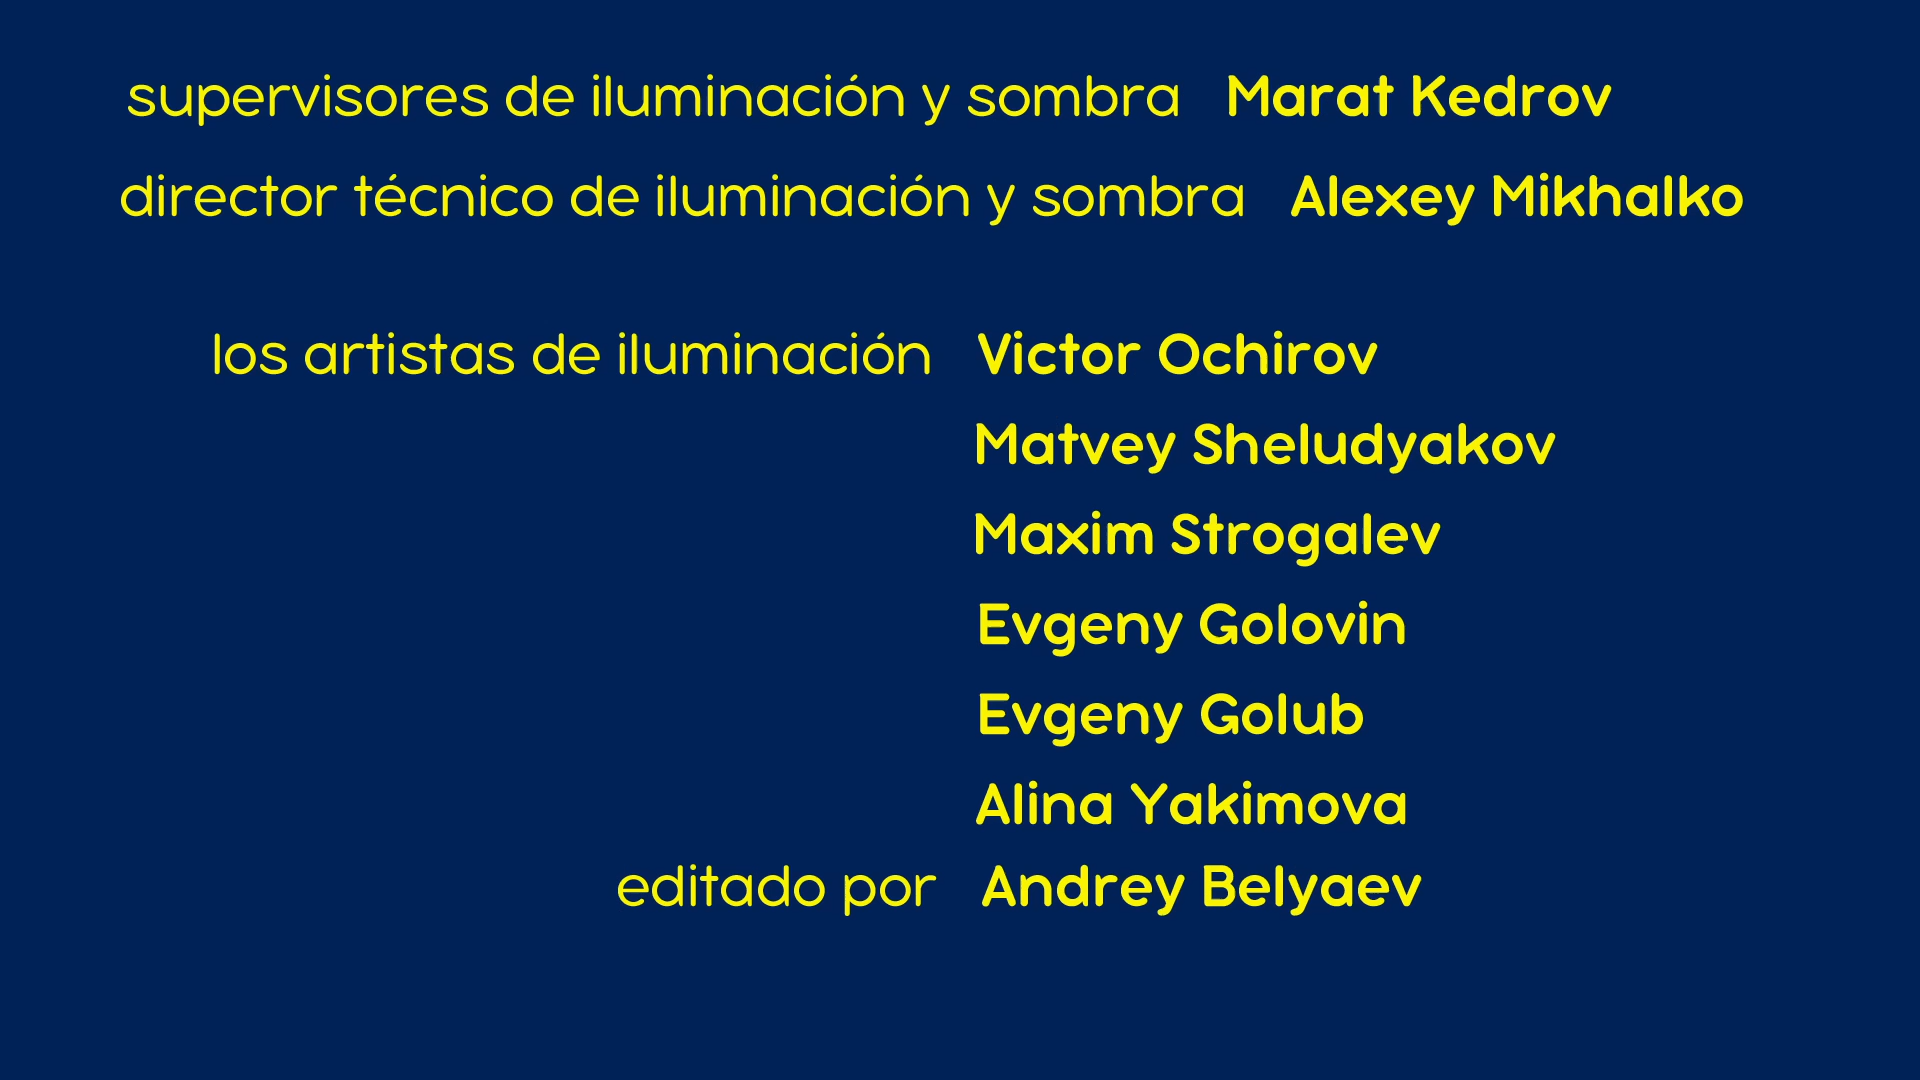 supervisores de iluminación y sombra Marat Kedrov
director técnico de iluminación y sombra Alexey Mikhalko
los artistas de iluminación Victor Ochirov
Matvey Sheludyakov
Maxim Strogalev
Evgeny Golovin
Evgeny Golub
Alina Yakimova
editado por Andrey Belyaev